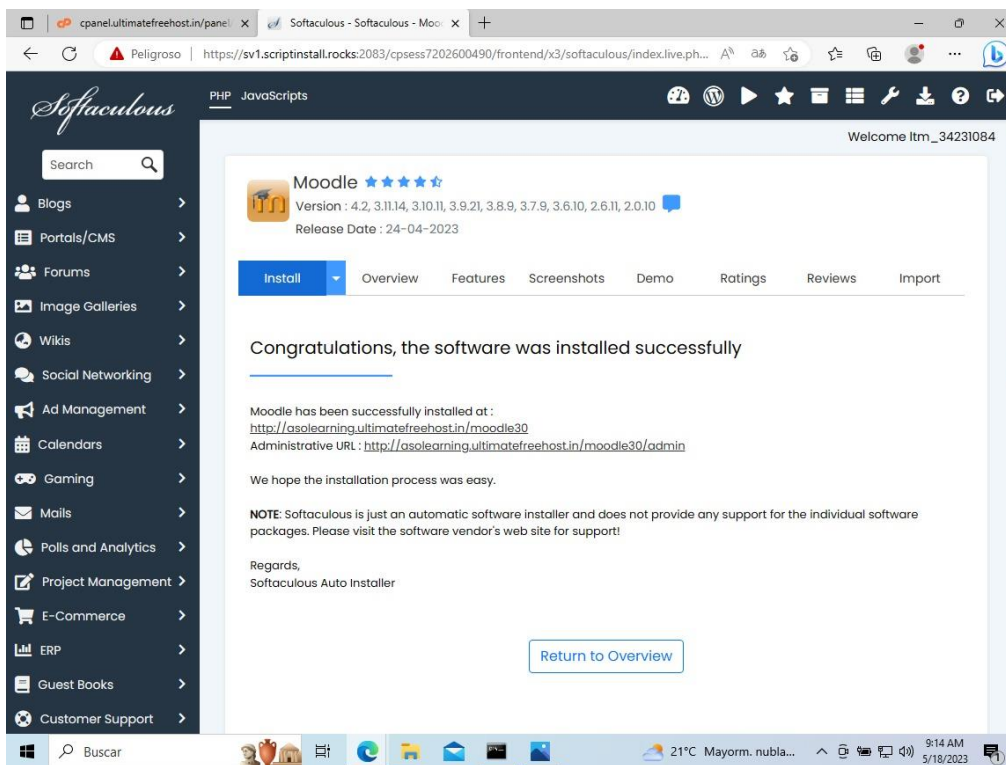 cpanel.ultimatefreehost.in/panel
Softaculous - Softaculous - Moo
Peligroso
https://sv1.scriptinstall.rocks:2083/cpsess7202600490/frontend/x3/softaculous/index.live.ph...
Softaculous
PHP JavaScripts
Welcome ltm_34231084
Search
Blogs
Portals/CMS
Forums
Image Galleries
Wikis
Social Networking
Ad Management
Calendars
Gaming
Mails
Polls and Analytics
Project Management
E-Commerce
ERP
Guest Books
Customer Support
Moodle
Version : 4.2, 3.11.14, 3.10.11, 3.9.21, 3.8.9, 3.7.9, 3.6.10, 2.6.11, 2.0.10
Release Date : 24-04-2023
Install Overview Features Screenshots Demo Ratings Reviews Import
Congratulations, the software was installed successfully
Moodle has been successfully installed at :
http://asolearning.ultimatefreehost.in/moodle30
Administrative URL : http://asolearning.ultimatefreehost.in/moodle30/admin
We hope the installation process was easy.
NOTE: Softaculous is just an automatic software installer and does not provide any support for the individual software
packages. Please visit the software vendor's web site for support!
Regards,
Softaculous Auto Installer
Return to Overview
Buscar
21°C Mayorm. nubla...
9:14 AM
5/18/2023